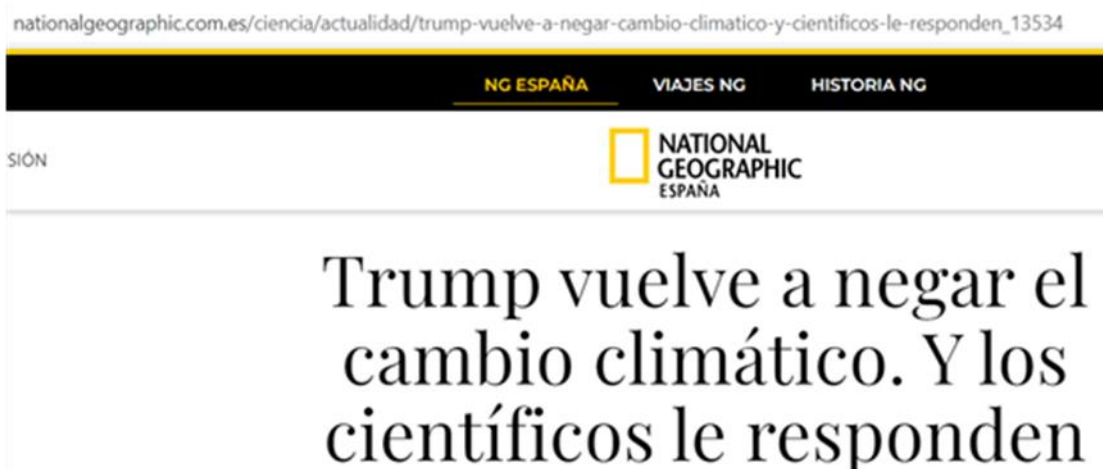 nationalgeographic.com.es/ciencia/actualidad/trump-vuelve-a-negar-cambio-climatico-y-cientificos-le-responden_13534
NG ESPAÑA VIAJES NG HISTORIA NG
SIÓN
NATIONAL
GEOGRAPHIC
ESPAÑA
Trump vuelve a negar el
cambio climático. Y los
científicos le responden